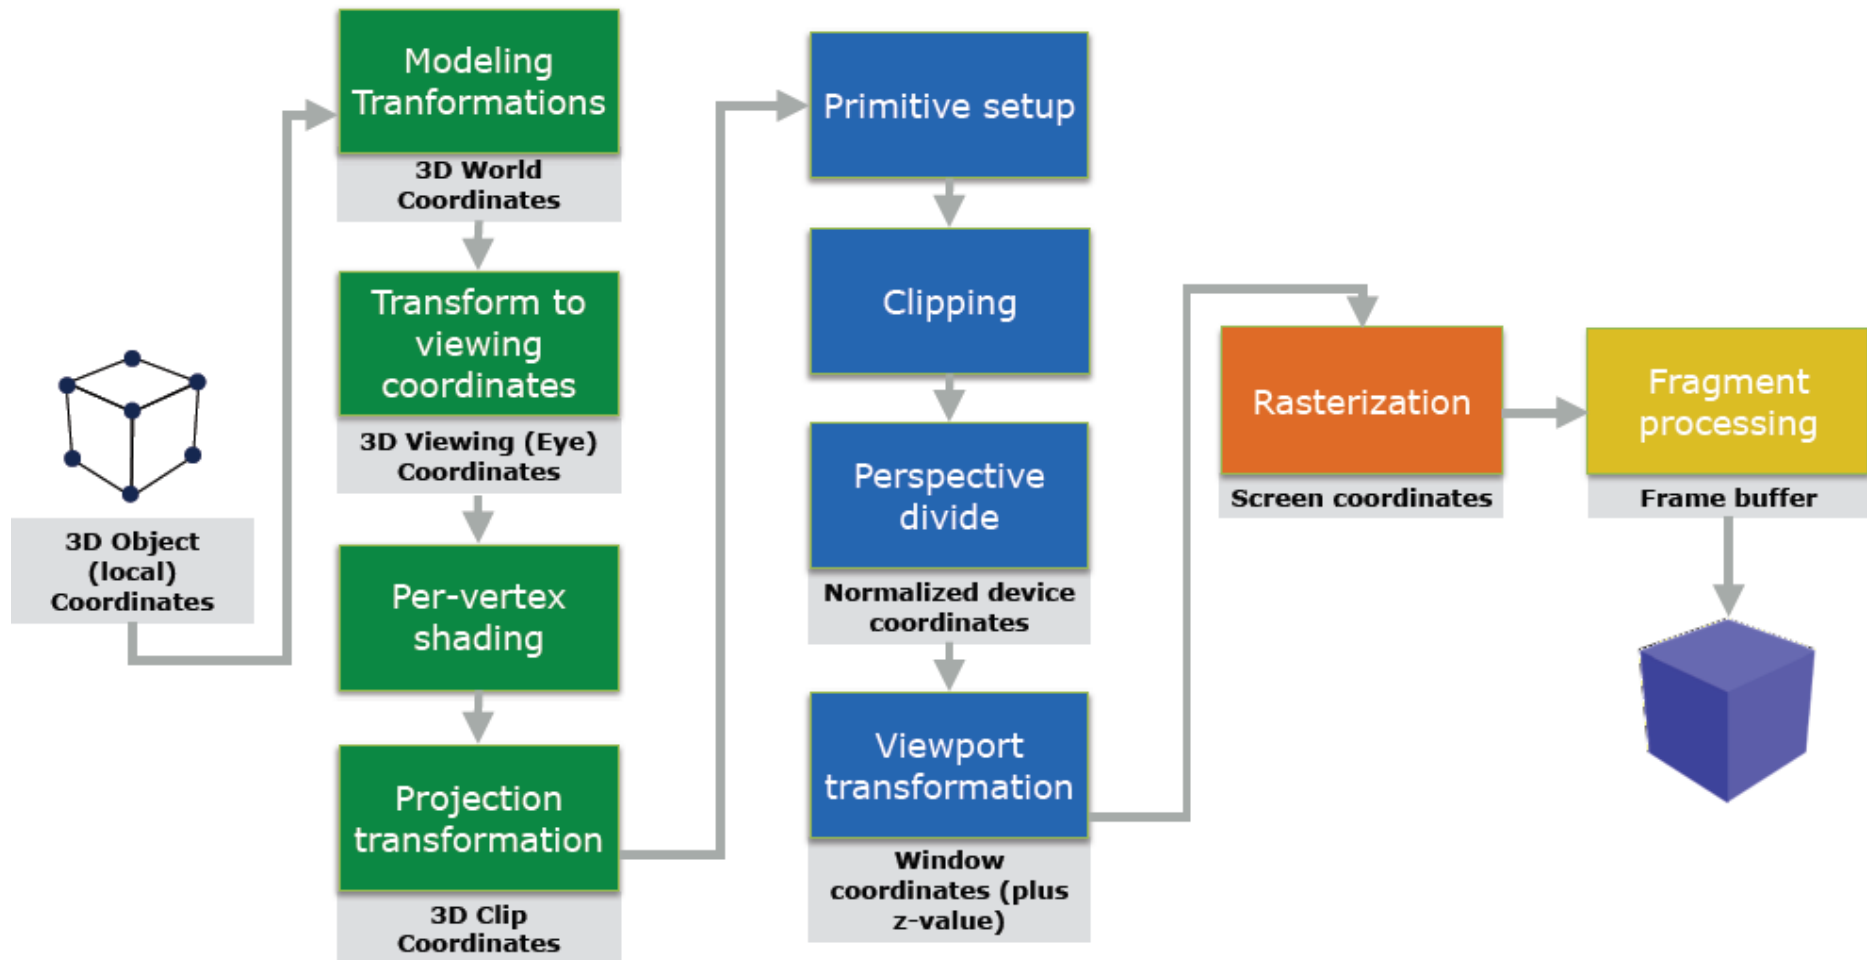 3D Object
(local)
Coordinates
Modeling
Tranformations
3D World
Coordinates
Transform to
viewing
coordinates
3D Viewing (Eye)
Coordinates
Per-vertex
shading
Projection
transformation
3D Clip
Coordinates
Primitive setup
Clipping
Perspective
divide
Normalized device
coordinates
Viewport
transformation
Window
coordinates (plus
z-value)
Rasterization
Screen coordinates
Fragment
processing
Frame buffer